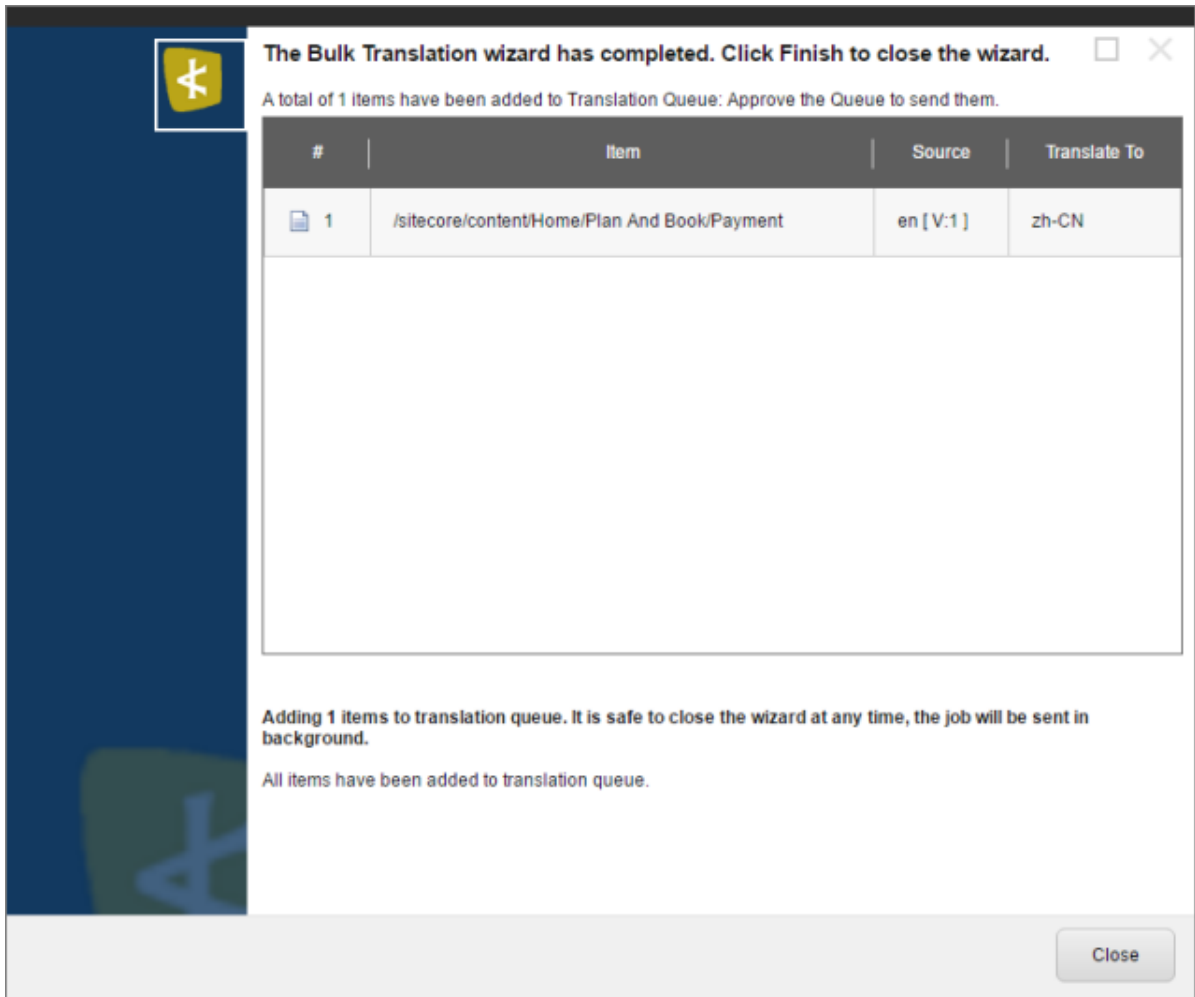 The Bulk Translation wizard has completed. Click Finish to close the wizard.
A total of 1 items have been added to Translation Queue: Approve the Queue to send them.
# Item Source Translate To
1 /sitecore/content/Home/Plan And Book/Payment en [ V:1 ] zh-CN
Adding 1 items to translation queue. It is safe to close the wizard at any time, the job will be sent in
background.
All items have been added to translation queue.
Close